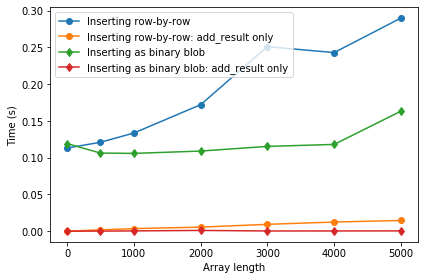 0.30
0.25
0.20
0.15
0.10
0.05
0.00
Time (s)
Inserting row-by-row
Inserting row-by-row: add_result only
Inserting as binary blob
Inserting as binary blob: add_result only
0
1000
2000
3000
4000
5000
Array length